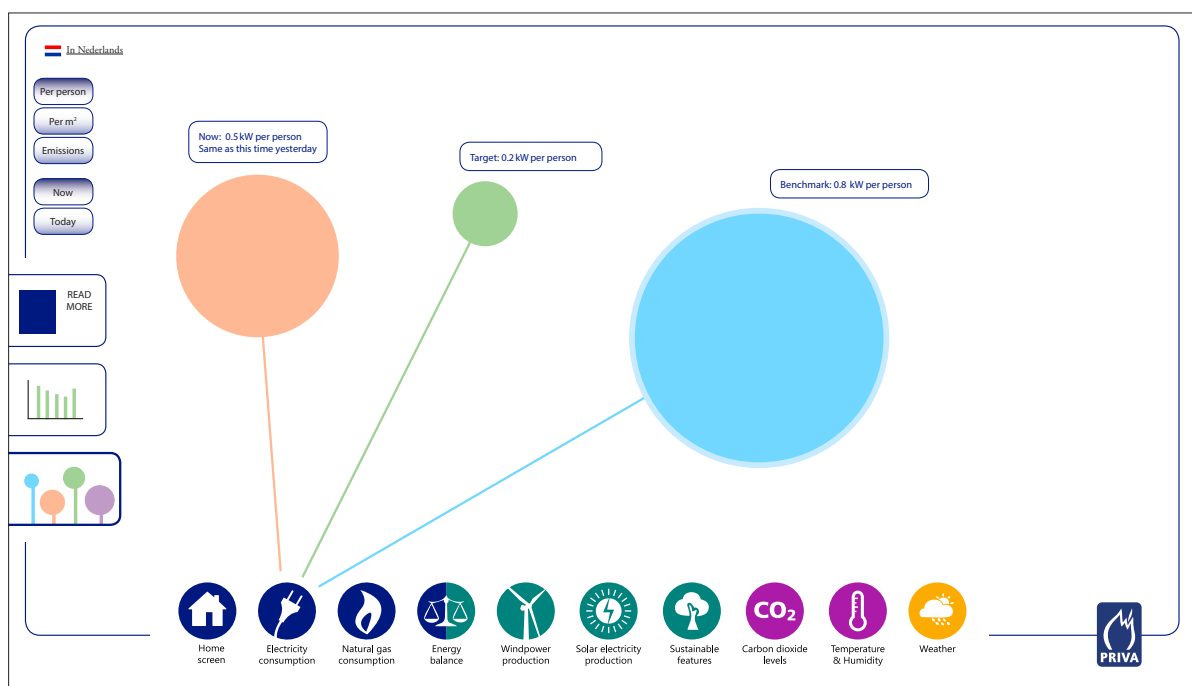 In Nederlands
Per person
Per m²
Emissions
Now
Today
READ
MORE
Now: 0.5 kW per person
Same as this time yesterday
Target: 0.2 kW per person
Benchmark: 0.8 kW per person
Home
screen
Electricity
consumption
Natural gas
consumption
Energy
balance
Windpower
production
Solar electricity
production
Sustainable
features
CO₂
Carbon dioxide
levels
Temperature
& Humidity
Weather
PRIVA